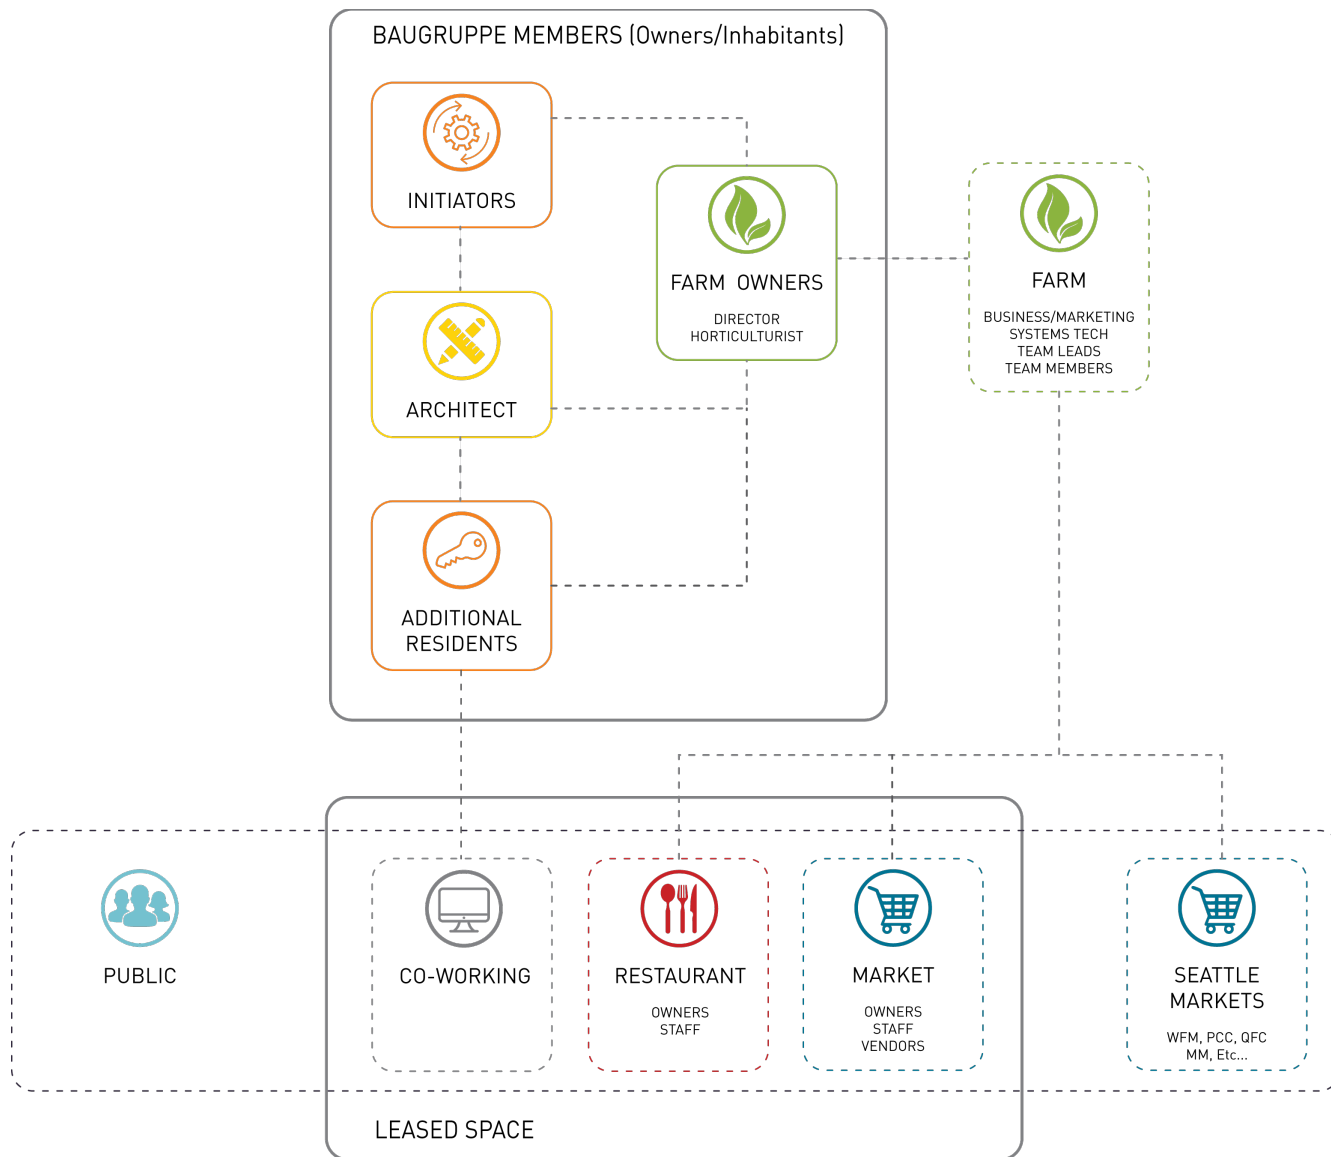 BAUGRUPPE MEMBERS (Owners/Inhabitants)
INITIATORS
FARM OWNERS
DIRECTOR
HORTICULTURIST
FARM
BUSINESS/MARKETING
SYSTEMS TECH
TEAM LEADS
TEAM MEMBERS
ARCHITECT
ADDITIONAL
RESIDENTS
PUBLIC
CO-WORKING
RESTAURANT
OWNERS
STAFF
MARKET
OWNERS
STAFF
VENDORS
SEATTLE
MARKETS
WFM, PCC, QFC
MM, Etc...
LEASED SPACE